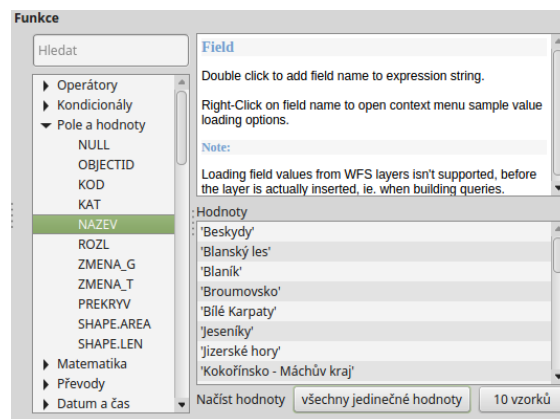 Funkce
Hledat
Operátory
Kondicionály
Pole a hodnoty
NULL
OBJECTID
KOD
KAT
NAZEV
ROZL
ZMENA_G
ZMENA_T
PREKRYV
SHAPE.AREA
SHAPE.LEN
Matematika
Převody
Datum a čas
Field
Double click to add field name to expression string.
Right-Click on field name to open context menu sample value
loading options.
Note:
Loading field values from WFS layers isn't supported, before
the layer is actually inserted, ie. when building queries.
Hodnoty
'Beskydy'
'Blanský les'
'Blaník'
'Broumovsko'
'Bílé Karpaty'
'Jeseníky'
'Jizerské hory'
'Kokořínsko - Máchův kraj'
Načíst hodnoty
všechny jedinečné hodnoty
10 vzorků